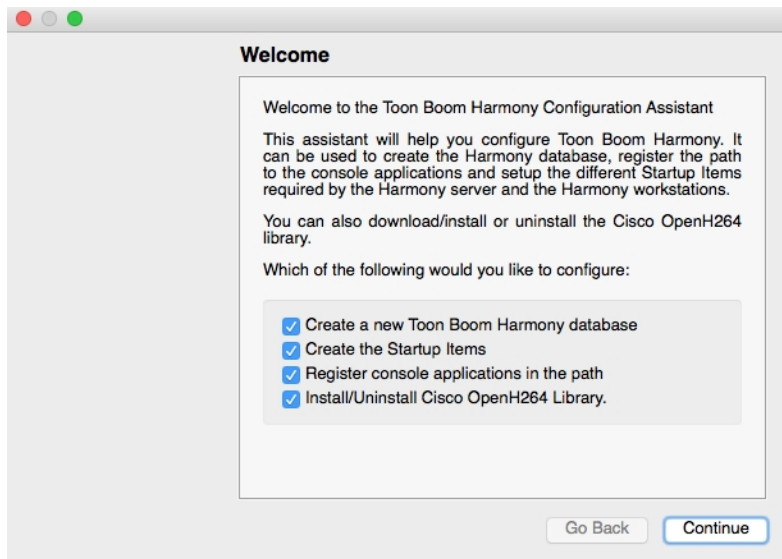 Welcome
Welcome to the Toon Boom Harmony Configuration Assistant
This assistant will help you configure Toon Boom Harmony. It
can be used to create the Harmony database, register the path
to the console applications and setup the different Startup Items
required by the Harmony server and the Harmony workstations.
You can also download/install or uninstall the Cisco OpenH264
library.
Which of the following would you like to configure:
Create a new Toon Boom Harmony database
Create the Startup Items
Register console applications in the path
Install/Uninstall Cisco OpenH264 Library.
Go Back
Continue